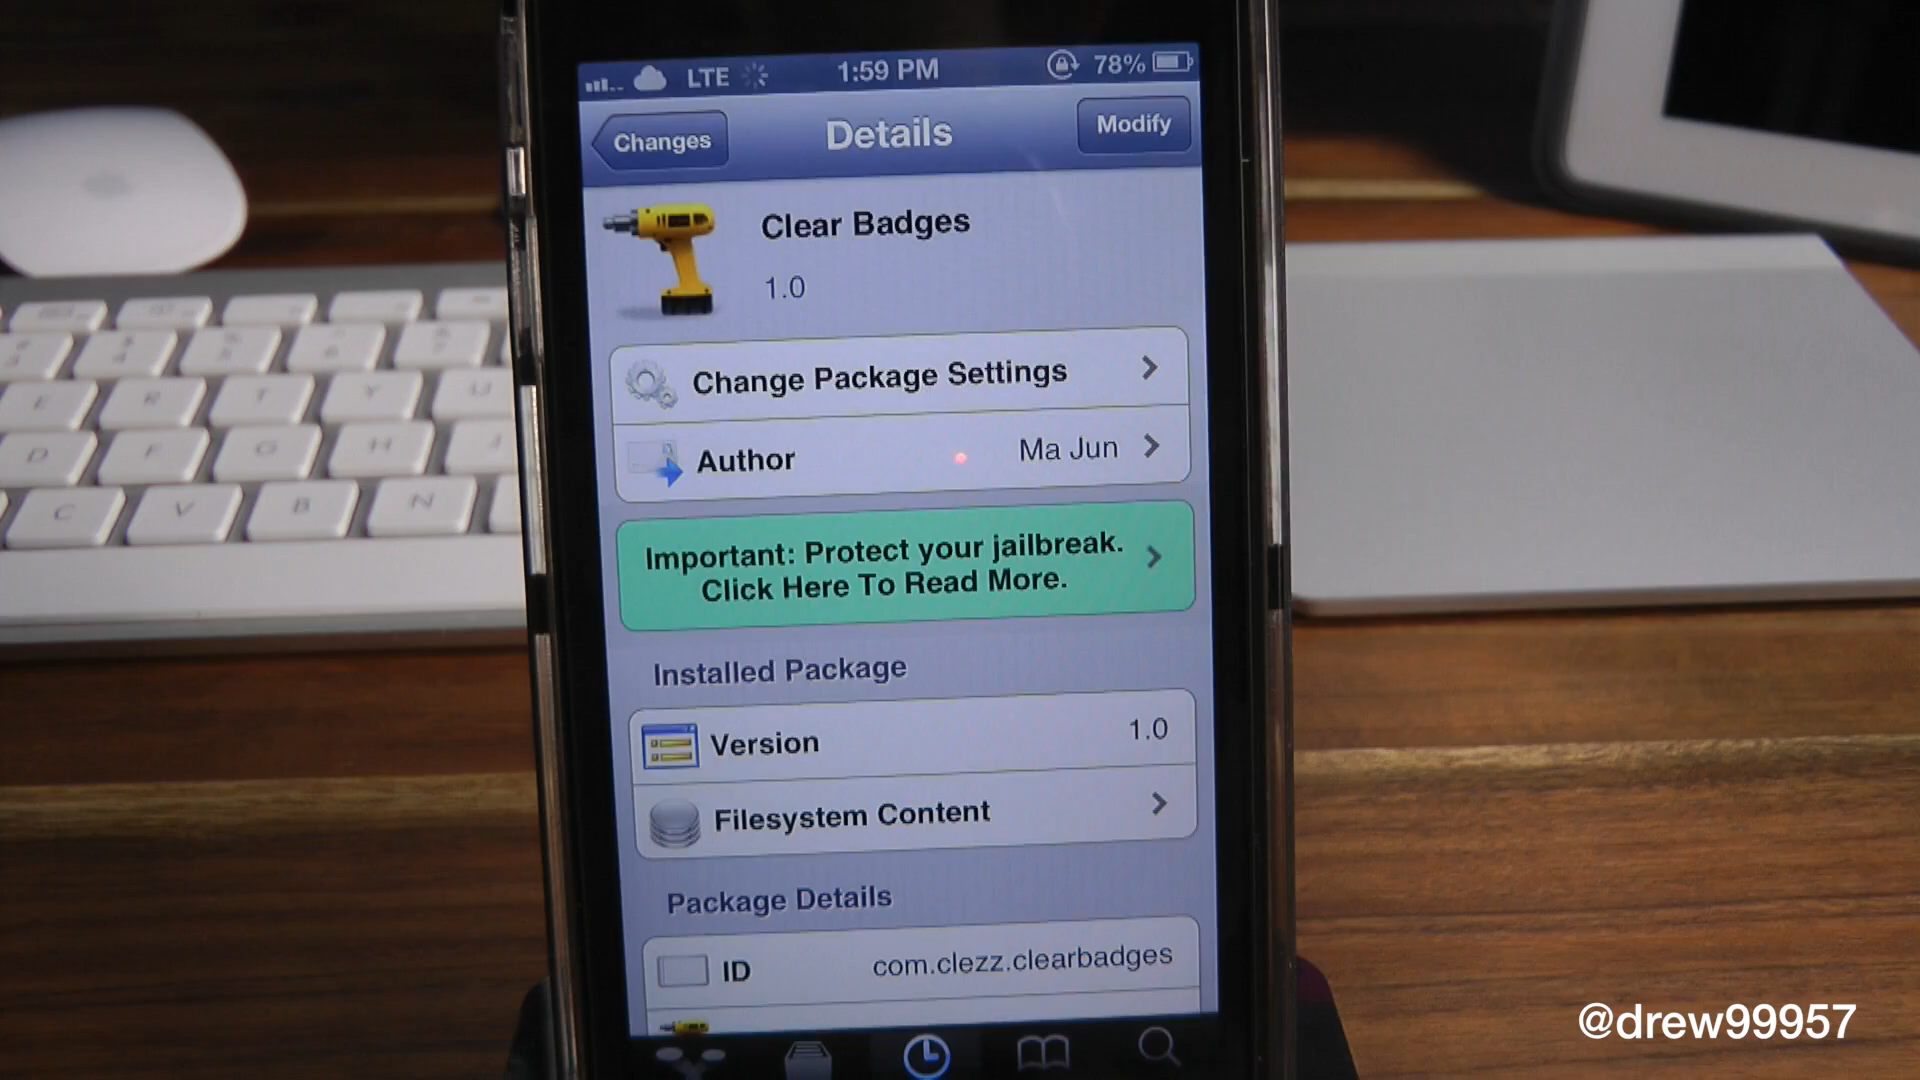 LTE 1:59 PM 78%
Changes Details Modify
Clear Badges
1.0
Change Package Settings
Author Ma Jun
Important: Protect your jailbreak.
Click Here To Read More.
Installed Package
Version 1.0
Filesystem Content
Package Details
ID com.clezz.clearbadges
E R T Y U
D F G H J
C V B N
@drew99957